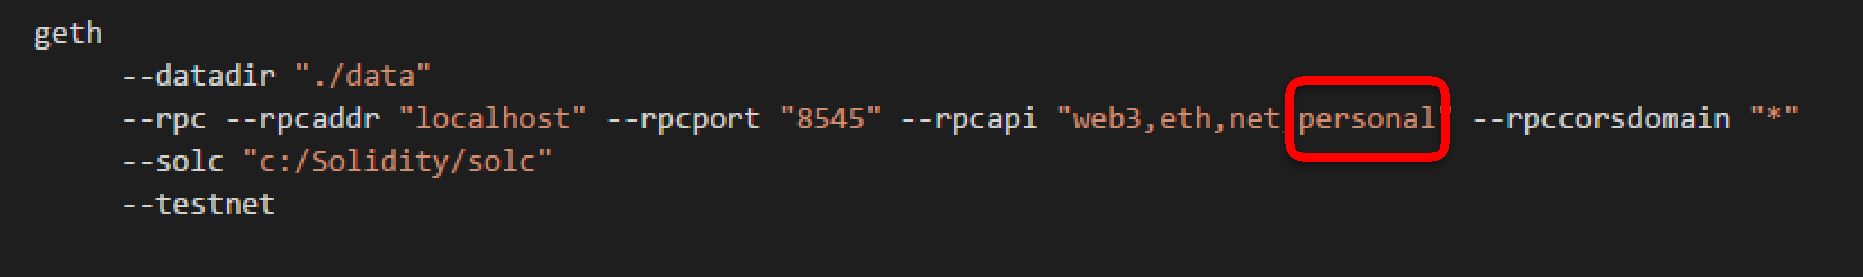 geth
--datadir "./data"
--rpc --rpcaddr "localhost" --rpcport "8545" --rpcapi "web3,eth,net,personal" --rpccorsdomain "*"
--solc "c:/Solidity/solc"
--testnet